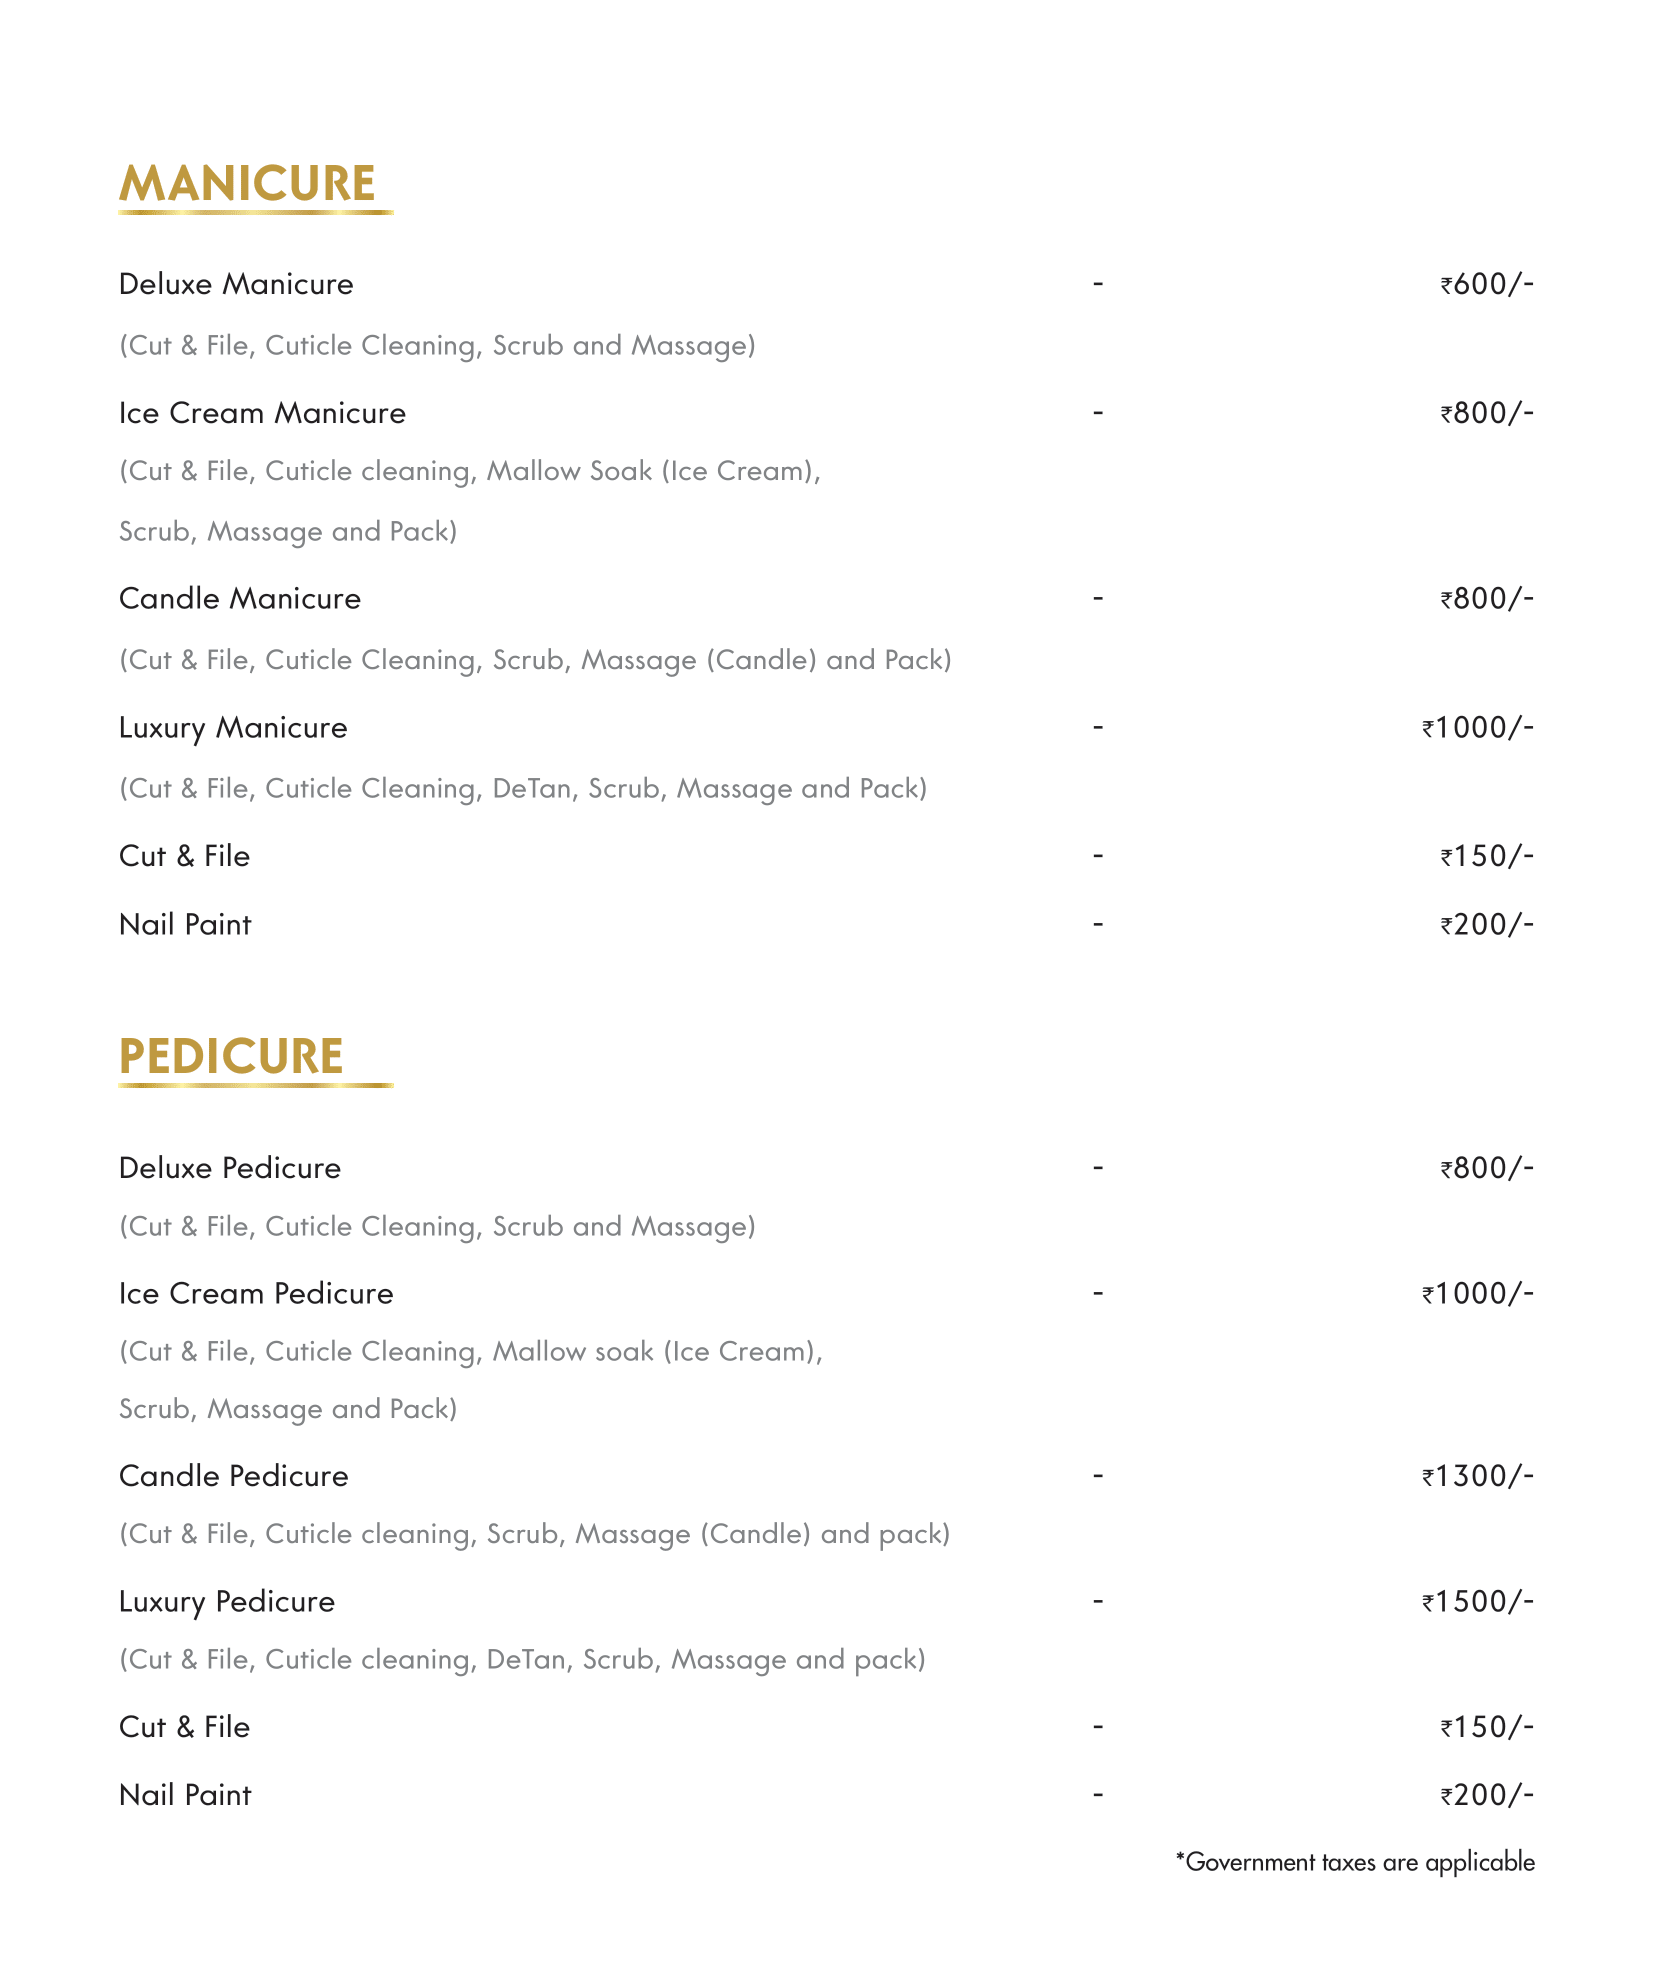 MANICURE
Deluxe Manicure - ₹600/-
(Cut & File, Cuticle Cleaning, Scrub and Massage)
Ice Cream Manicure - ₹800/-
(Cut & File, Cuticle cleaning, Mallow Soak (Ice Cream),
Scrub, Massage and Pack)
Candle Manicure - ₹800/-
(Cut & File, Cuticle Cleaning, Scrub, Massage (Candle) and Pack)
Luxury Manicure - ₹1000/-
(Cut & File, Cuticle Cleaning, DeTan, Scrub, Massage and Pack)
Cut & File - ₹150/-
Nail Paint - ₹200/-
PEDICURE
Deluxe Pedicure - ₹800/-
(Cut & File, Cuticle Cleaning, Scrub and Massage)
Ice Cream Pedicure - ₹1000/-
(Cut & File, Cuticle Cleaning, Mallow soak (Ice Cream),
Scrub, Massage and Pack)
Candle Pedicure - ₹1300/-
(Cut & File, Cuticle cleaning, Scrub, Massage (Candle) and pack)
Luxury Pedicure - ₹1500/-
(Cut & File, Cuticle cleaning, DeTan, Scrub, Massage and pack)
Cut & File - ₹150/-
Nail Paint - ₹200/-
*Government taxes are applicable